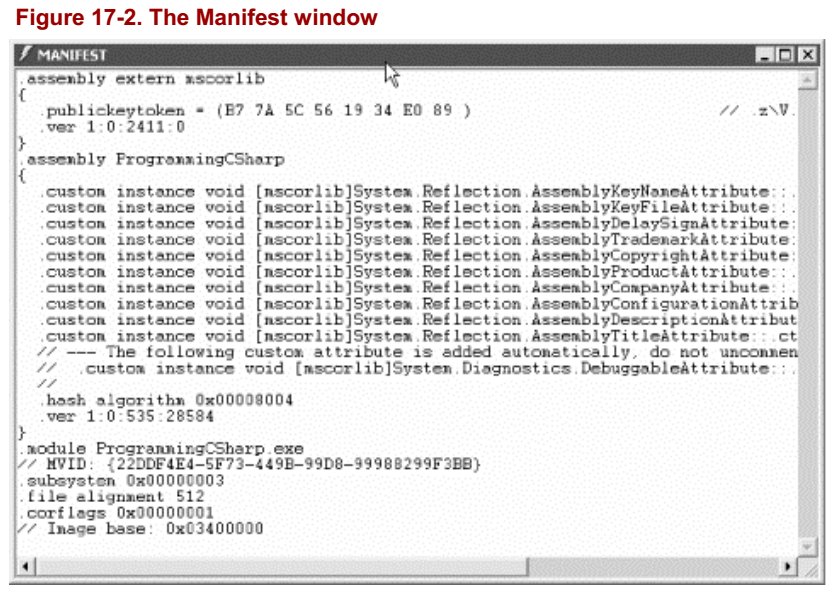 Figure 17-2. The Manifest window
MANIFEST
.assembly extern mscorlib
{
.publickeytoken = (B7 7A 5C 56 19 34 E0 89 ) // .z\V.
.ver 1:0:2411:0
}
.assembly ProgrammingCSharp
{
.custom instance void [mscorlib]System.Reflection.AssemblyKeyNameAttribute::.
.custom instance void [mscorlib]System.Reflection.AssemblyKeyFileAttribute::.
.custom instance void [mscorlib]System.Reflection.AssemblyDelaySignAttribute:
.custom instance void [mscorlib]System.Reflection.AssemblyTrademarkAttribute:
.custom instance void [mscorlib]System.Reflection.AssemblyCopyrightAttribute:
.custom instance void [mscorlib]System.Reflection.AssemblyProductAttribute::.
.custom instance void [mscorlib]System.Reflection.AssemblyCompanyAttribute::.
.custom instance void [mscorlib]System.Reflection.AssemblyConfigurationAttrib
.custom instance void [mscorlib]System.Reflection.AssemblyDescriptionAttribut
.custom instance void [mscorlib]System.Reflection.AssemblyTitleAttribute::.ct
// --- The following custom attribute is added automatically, do not uncommen
// .custom instance void [mscorlib]System.Diagnostics.DebuggableAttribute::.
//
.hash algorithm 0x00008004
.ver 1:0:535:28584
}
.module ProgrammingCSharp.exe
// MVID: {22DDF4E4-5F73-449B-99D8-99988299F3BB}
.subsystem 0x00000003
.file alignment 512
.corflags 0x00000001
// Image base: 0x03400000